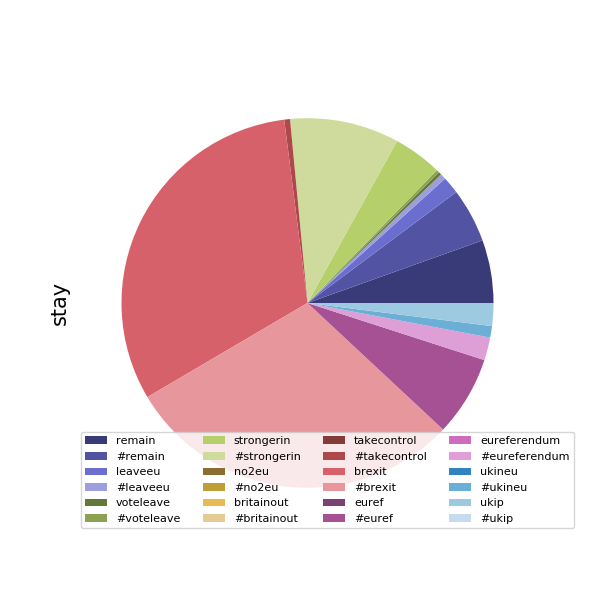 stay
remain
#remain
leaveeu
#leaveeu
voteleave
#voteleave
strongerin
#strongerin
no2eu
#no2eu
britainout
#britainout
takecontrol
#takecontrol
brexit
#brexit
euref
#euref
eureferendum
#eureferendum
ukineu
#ukineu
ukip
#ukip